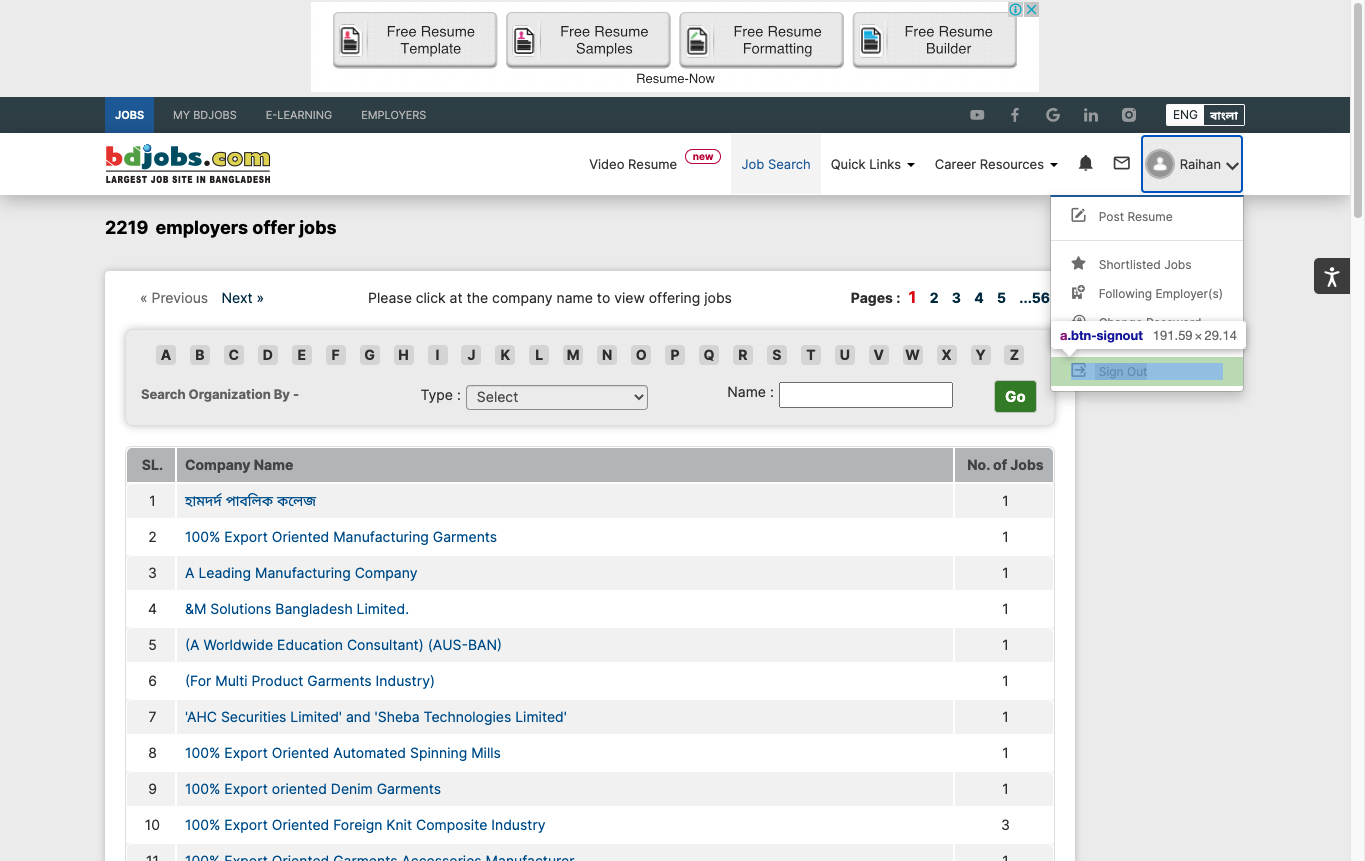 Free Resume Template
Free Resume Samples
Free Resume Formatting
Free Resume Builder
Resume-Now
JOBS MY BDJOBS E-LEARNING EMPLOYERS ENG বাংলা
bdjobs.com
LARGEST JOB SITE IN BANGLADESH
Video Resume new Job Search Quick Links Career Resources Raihan
Post Resume
Shortlisted Jobs
Following Employer(s)
Change Password
a.btn-signout 191.59 × 29.14
Sign Out
2219 employers offer jobs
« Previous Next » Please click at the company name to view offering jobs Pages : 1 2 3 4 5 ...56
A B C D E F G H I J K L M N O P Q R S T U V W X Y Z
Search Organization By - Type : Select Name : Go
SL. Company Name No. of Jobs
1 হামদর্দ পাবলিক কলেজ 1
2 100% Export Oriented Manufacturing Garments 1
3 A Leading Manufacturing Company 1
4 &M Solutions Bangladesh Limited. 1
5 (A Worldwide Education Consultant) (AUS-BAN) 1
6 (For Multi Product Garments Industry) 1
7 'AHC Securities Limited' and 'Sheba Technologies Limited' 1
8 100% Export Oriented Automated Spinning Mills 1
9 100% Export oriented Denim Garments 1
10 100% Export Oriented Foreign Knit Composite Industry 3
11 100% Export Oriented Garments Accessories Manufacturer 1